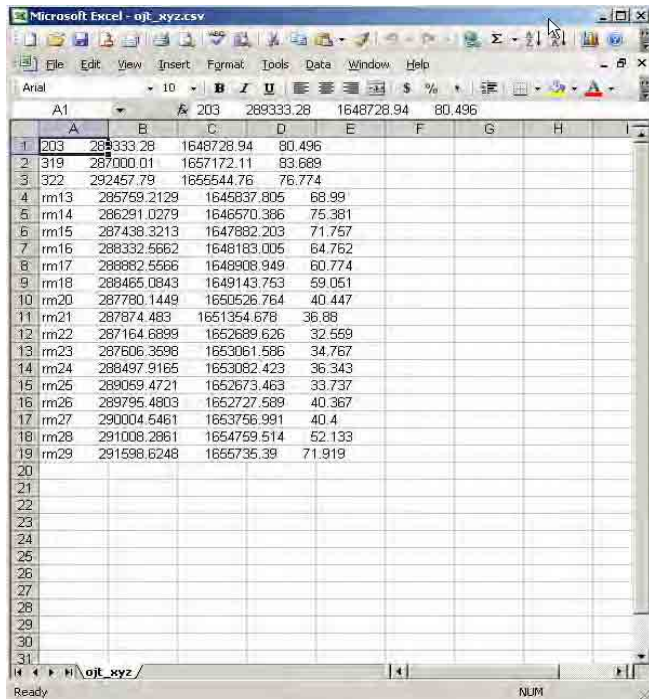 Microsoft Excel - ojt_xyz.csv
File Edit View Insert Format Tools Data Window Help
Arial 10 B I U $ % , A
A1 fx 203 289333.28 1648728.94 80.496
A B C D E F G H I
1 203 289333.28 1648728.94 80.496
2 319 287000.01 1657172.11 83.689
3 322 292457.79 1655544.76 76.774
4 rm13 285759.2129 1645837.805 68.99
5 rm14 286291.0279 1646570.386 75.381
6 rm15 287438.3213 1647882.203 71.757
7 rm16 288332.5662 1648183.005 64.762
8 rm17 288882.5566 1648908.949 60.774
9 rm18 288465.0843 1649143.753 59.051
10 rm20 287780.1449 1650526.764 40.447
11 rm21 287874.483 1651354.678 36.88
12 rm22 287164.6899 1652689.626 32.559
13 rm23 287606.3598 1653061.586 34.767
14 rm24 288497.9165 1653082.423 36.343
15 rm25 289059.4721 1652673.463 33.737
16 rm26 289795.4803 1652727.589 40.367
17 rm27 290004.5461 1653756.991 40.4
18 rm28 291008.2861 1654759.514 52.133
19 rm29 291598.6248 1655735.39 71.919
20
21
22
23
24
25
26
27
28
29
30
31
ojt_xyz
Ready NUM